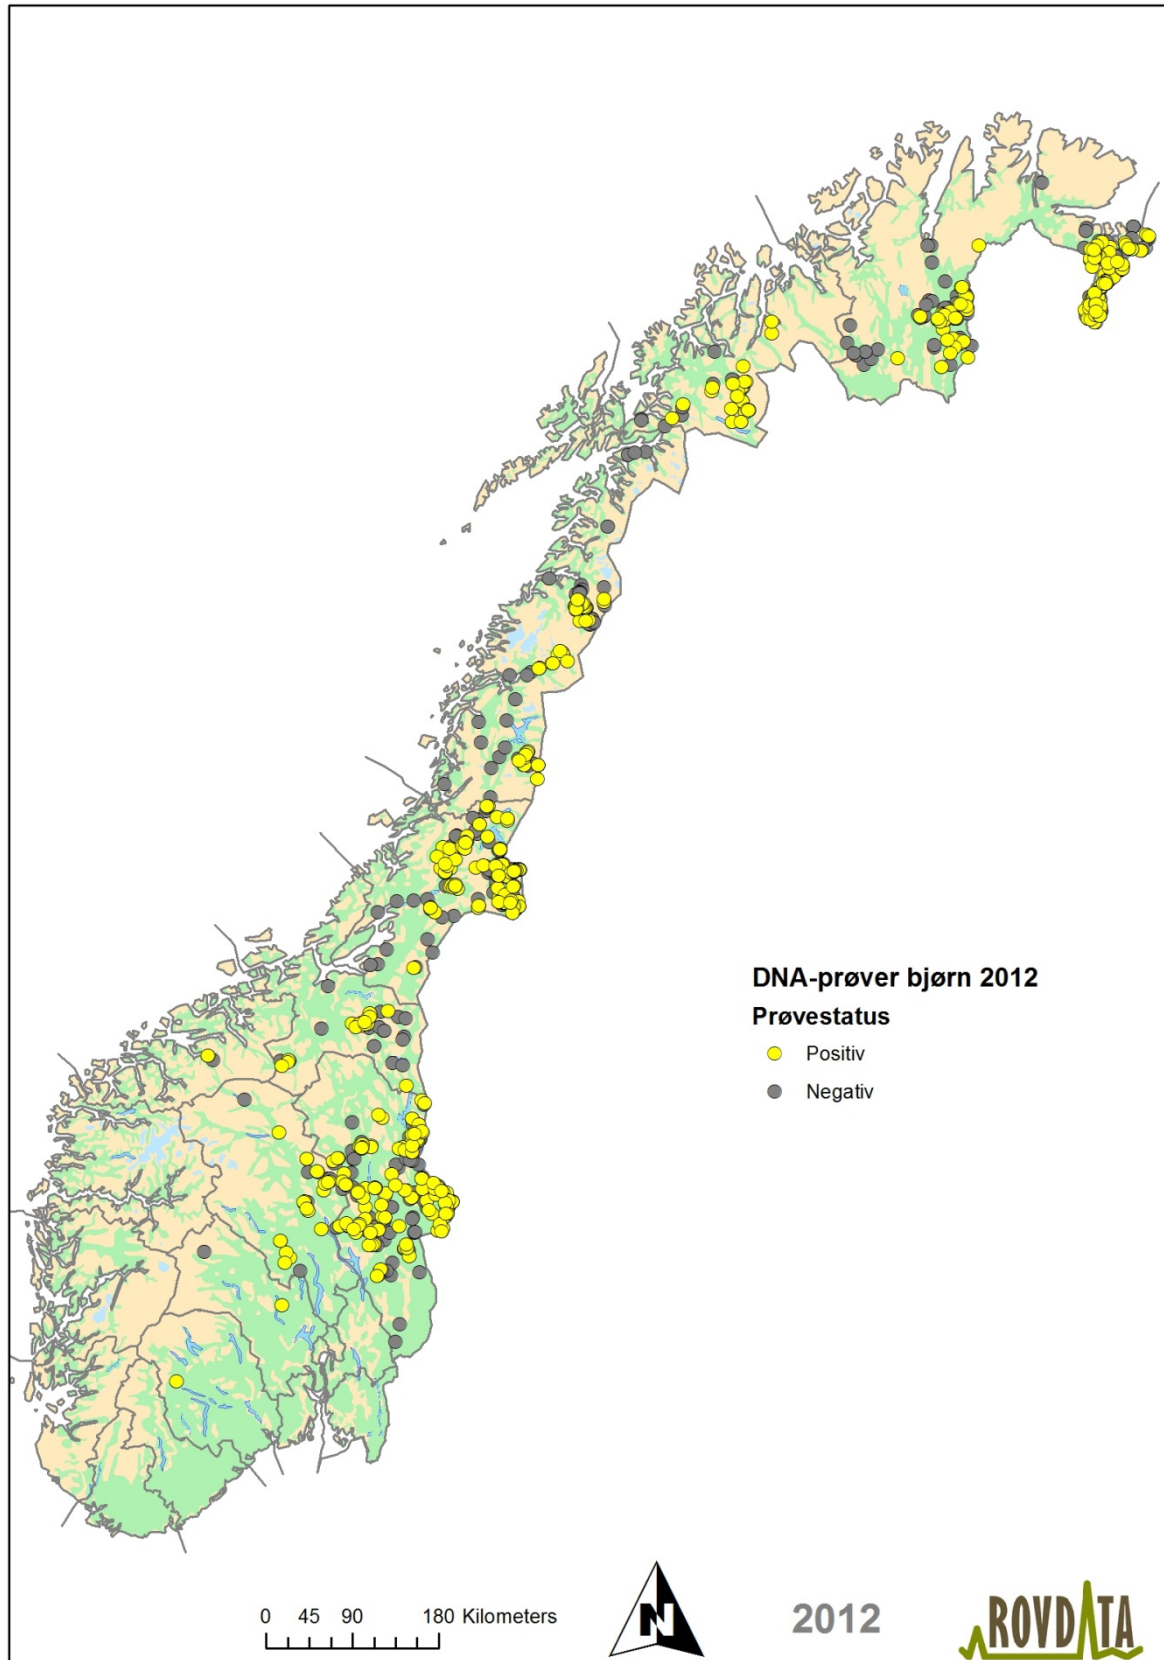 DNA-prøver bjørn 2012
Prøvestatus
Positiv
Negativ
0 45 90 180 Kilometers
N
2012
ROVDATA